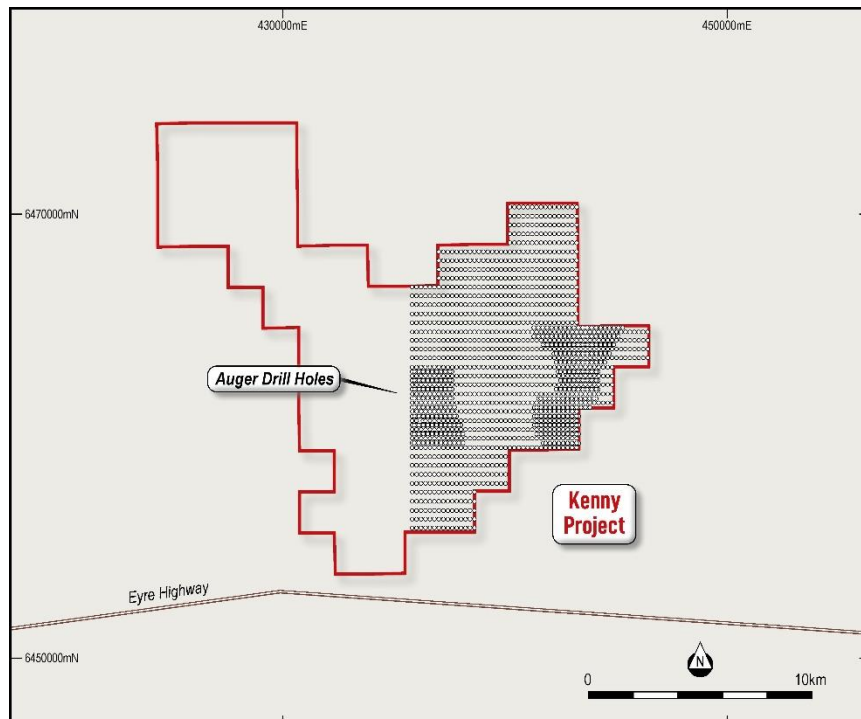 430000mE
450000mE
6470000mN
Auger Drill Holes
Kenny
Project
Eyre Highway
6450000mN
N
0
10km